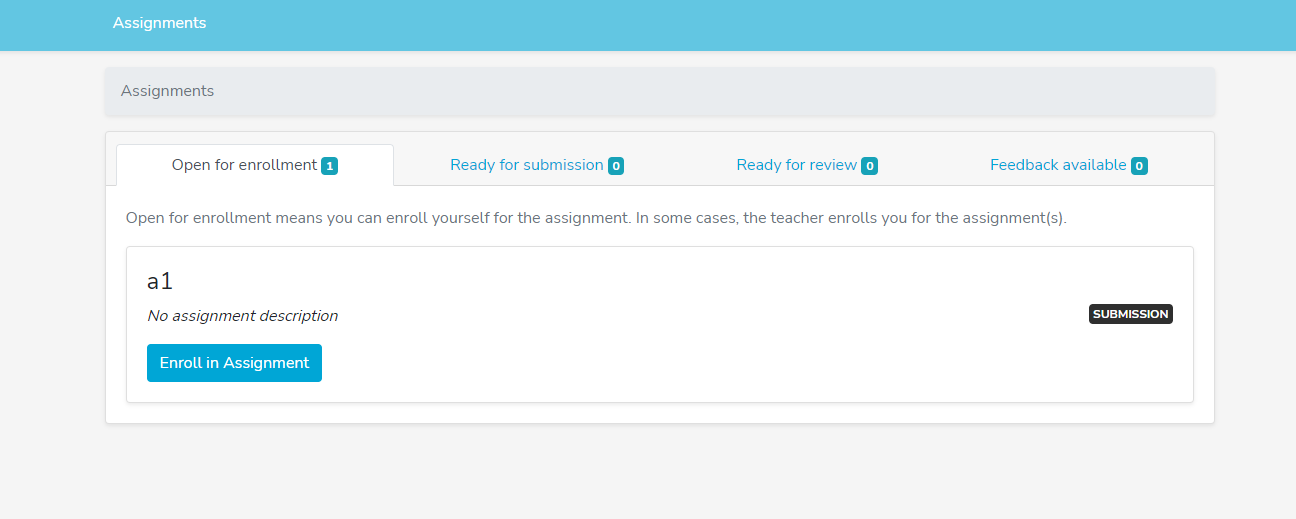 Assignments
Assignments
Open for enrollment 1
Ready for submission 0
Ready for review 0
Feedback available 0
Open for enrollment means you can enroll yourself for the assignment. In some cases, the teacher enrolls you for the assignment(s).
a1
No assignment description
SUBMISSION
Enroll in Assignment